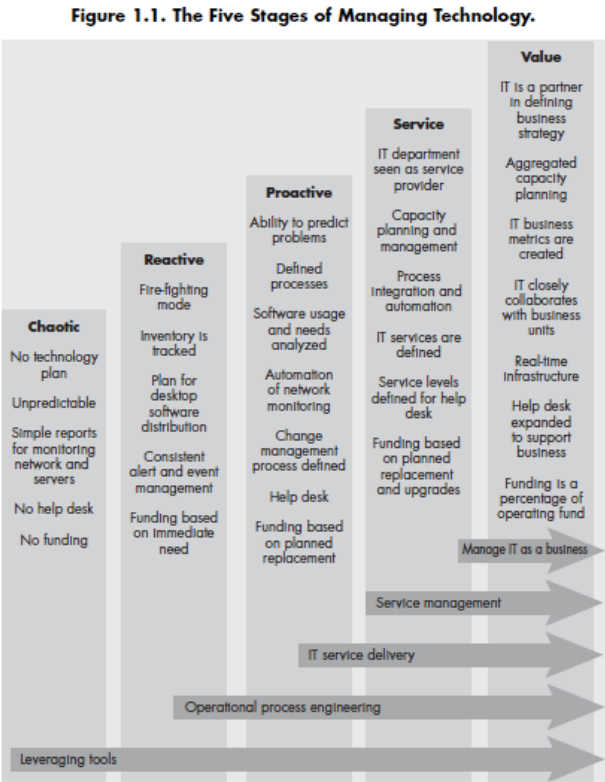 Figure 1.1. The Five Stages of Managing Technology.
Chaotic
No technology
plan
Unpredictable
Simple reports
for monitoring
network and
servers
No help desk
No funding
Reactive
Fire-fighting
mode
Inventory is
tracked
Plan for
desktop
software
distribution
Consistent
alert and event
management
Funding based
on immediate
need
Proactive
Ability to predict
problems
Defined
processes
Software usage
and needs
analyzed
Automation
of network
monitoring
Change
management
process defined
Help desk
Funding based
on planned
replacement
Service
IT department
seen as service
provider
Capacity
planning and
management
Process
integration and
automation
IT services are
defined
Service levels
defined for help
desk
Funding based
on planned
replacement
and upgrades
Value
IT is a partner
in defining
business
strategy
Aggregated
capacity
planning
IT business
metrics are
created
IT closely
collaborates
with business
units
Real-time
infrastructure
Help desk
expanded
to support
business
Funding is a
percentage of
operating fund
Manage IT as a business
Service management
IT service delivery
Operational process engineering
Leveraging tools